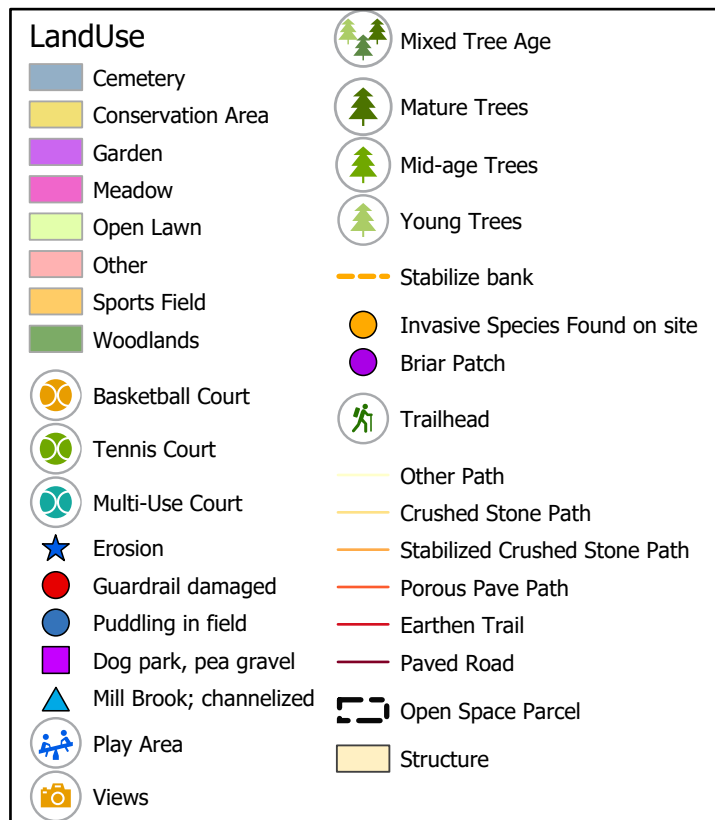 LandUse
Cemetery
Conservation Area
Garden
Meadow
Open Lawn
Other
Sports Field
Woodlands
Basketball Court
Tennis Court
Multi-Use Court
Erosion
Guardrail damaged
Puddling in field
Dog park, pea gravel
Mill Brook; channelized
Play Area
Views
Mixed Tree Age
Mature Trees
Mid-age Trees
Young Trees
Stabilize bank
Invasive Species Found on site
Briar Patch
Trailhead
Other Path
Crushed Stone Path
Stabilized Crushed Stone Path
Porous Pave Path
Earthen Trail
Paved Road
Open Space Parcel
Structure